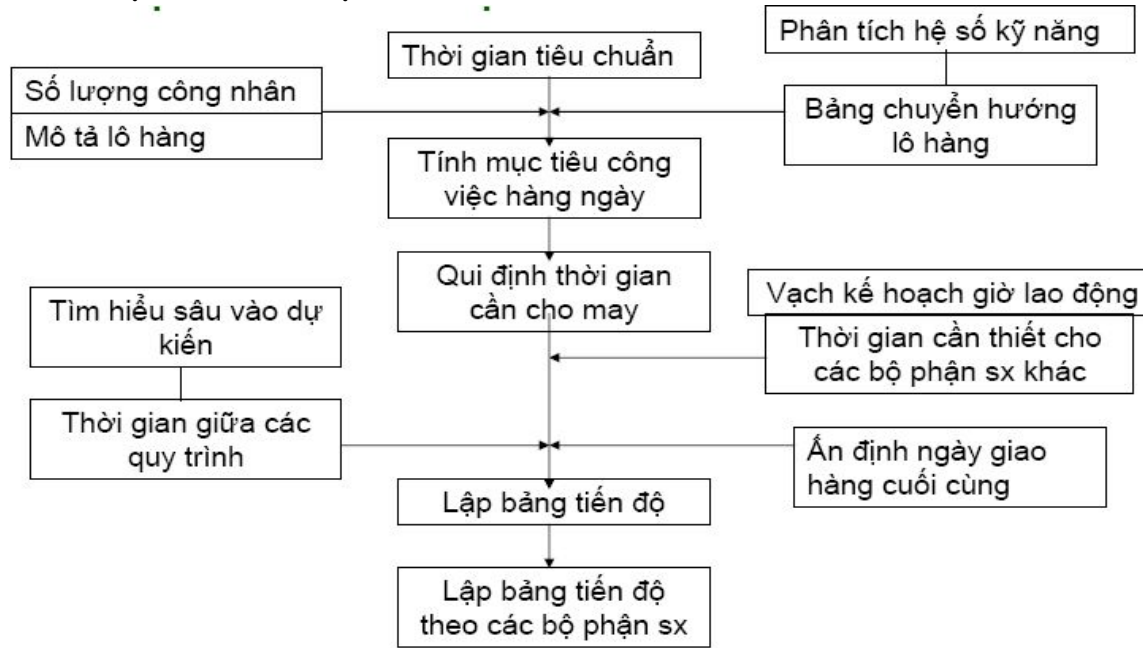 Thời gian tiêu chuẩn
Phân tích hệ số kỹ năng
Số lượng công nhân
Mô tả lô hàng
Bảng chuyển hướng
lô hàng
Tính mục tiêu công
việc hàng ngày
Qui định thời gian
cần cho may
Vạch kế hoạch giờ lao động
Thời gian cần thiết cho
các bộ phận sx khác
Tìm hiểu sâu vào dự
kiến
Thời gian giữa các
quy trình
Ấn định ngày giao
hàng cuối cùng
Lập bảng tiến độ
Lập bảng tiến độ
theo các bộ phận sx